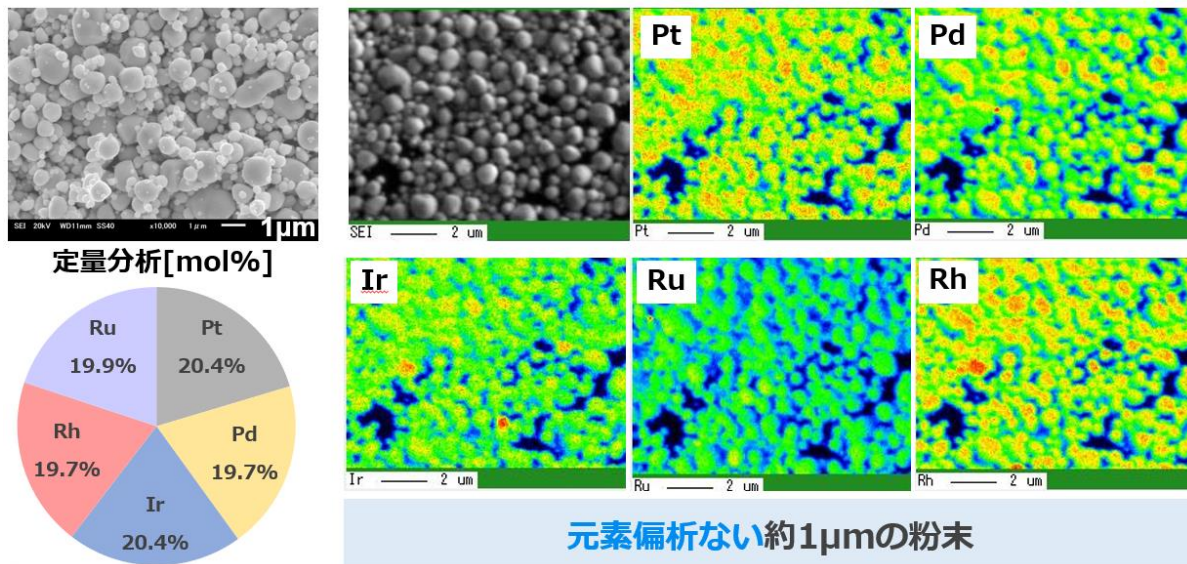 SEI 20kV WD11mm SS40 x10,000 1μm 1μm
定量分析[mol%]
Ru
19.9%
Pt
20.4%
Rh
19.7%
Pd
19.7%
Ir
20.4%
SEI 2 um
Pt
Pt 2 um
Pd
Pd 2 um
Ir
Ir 2 um
Ru
Ru 2 um
Rh
Rh 2 um
元素偏析ない約1μmの粉末